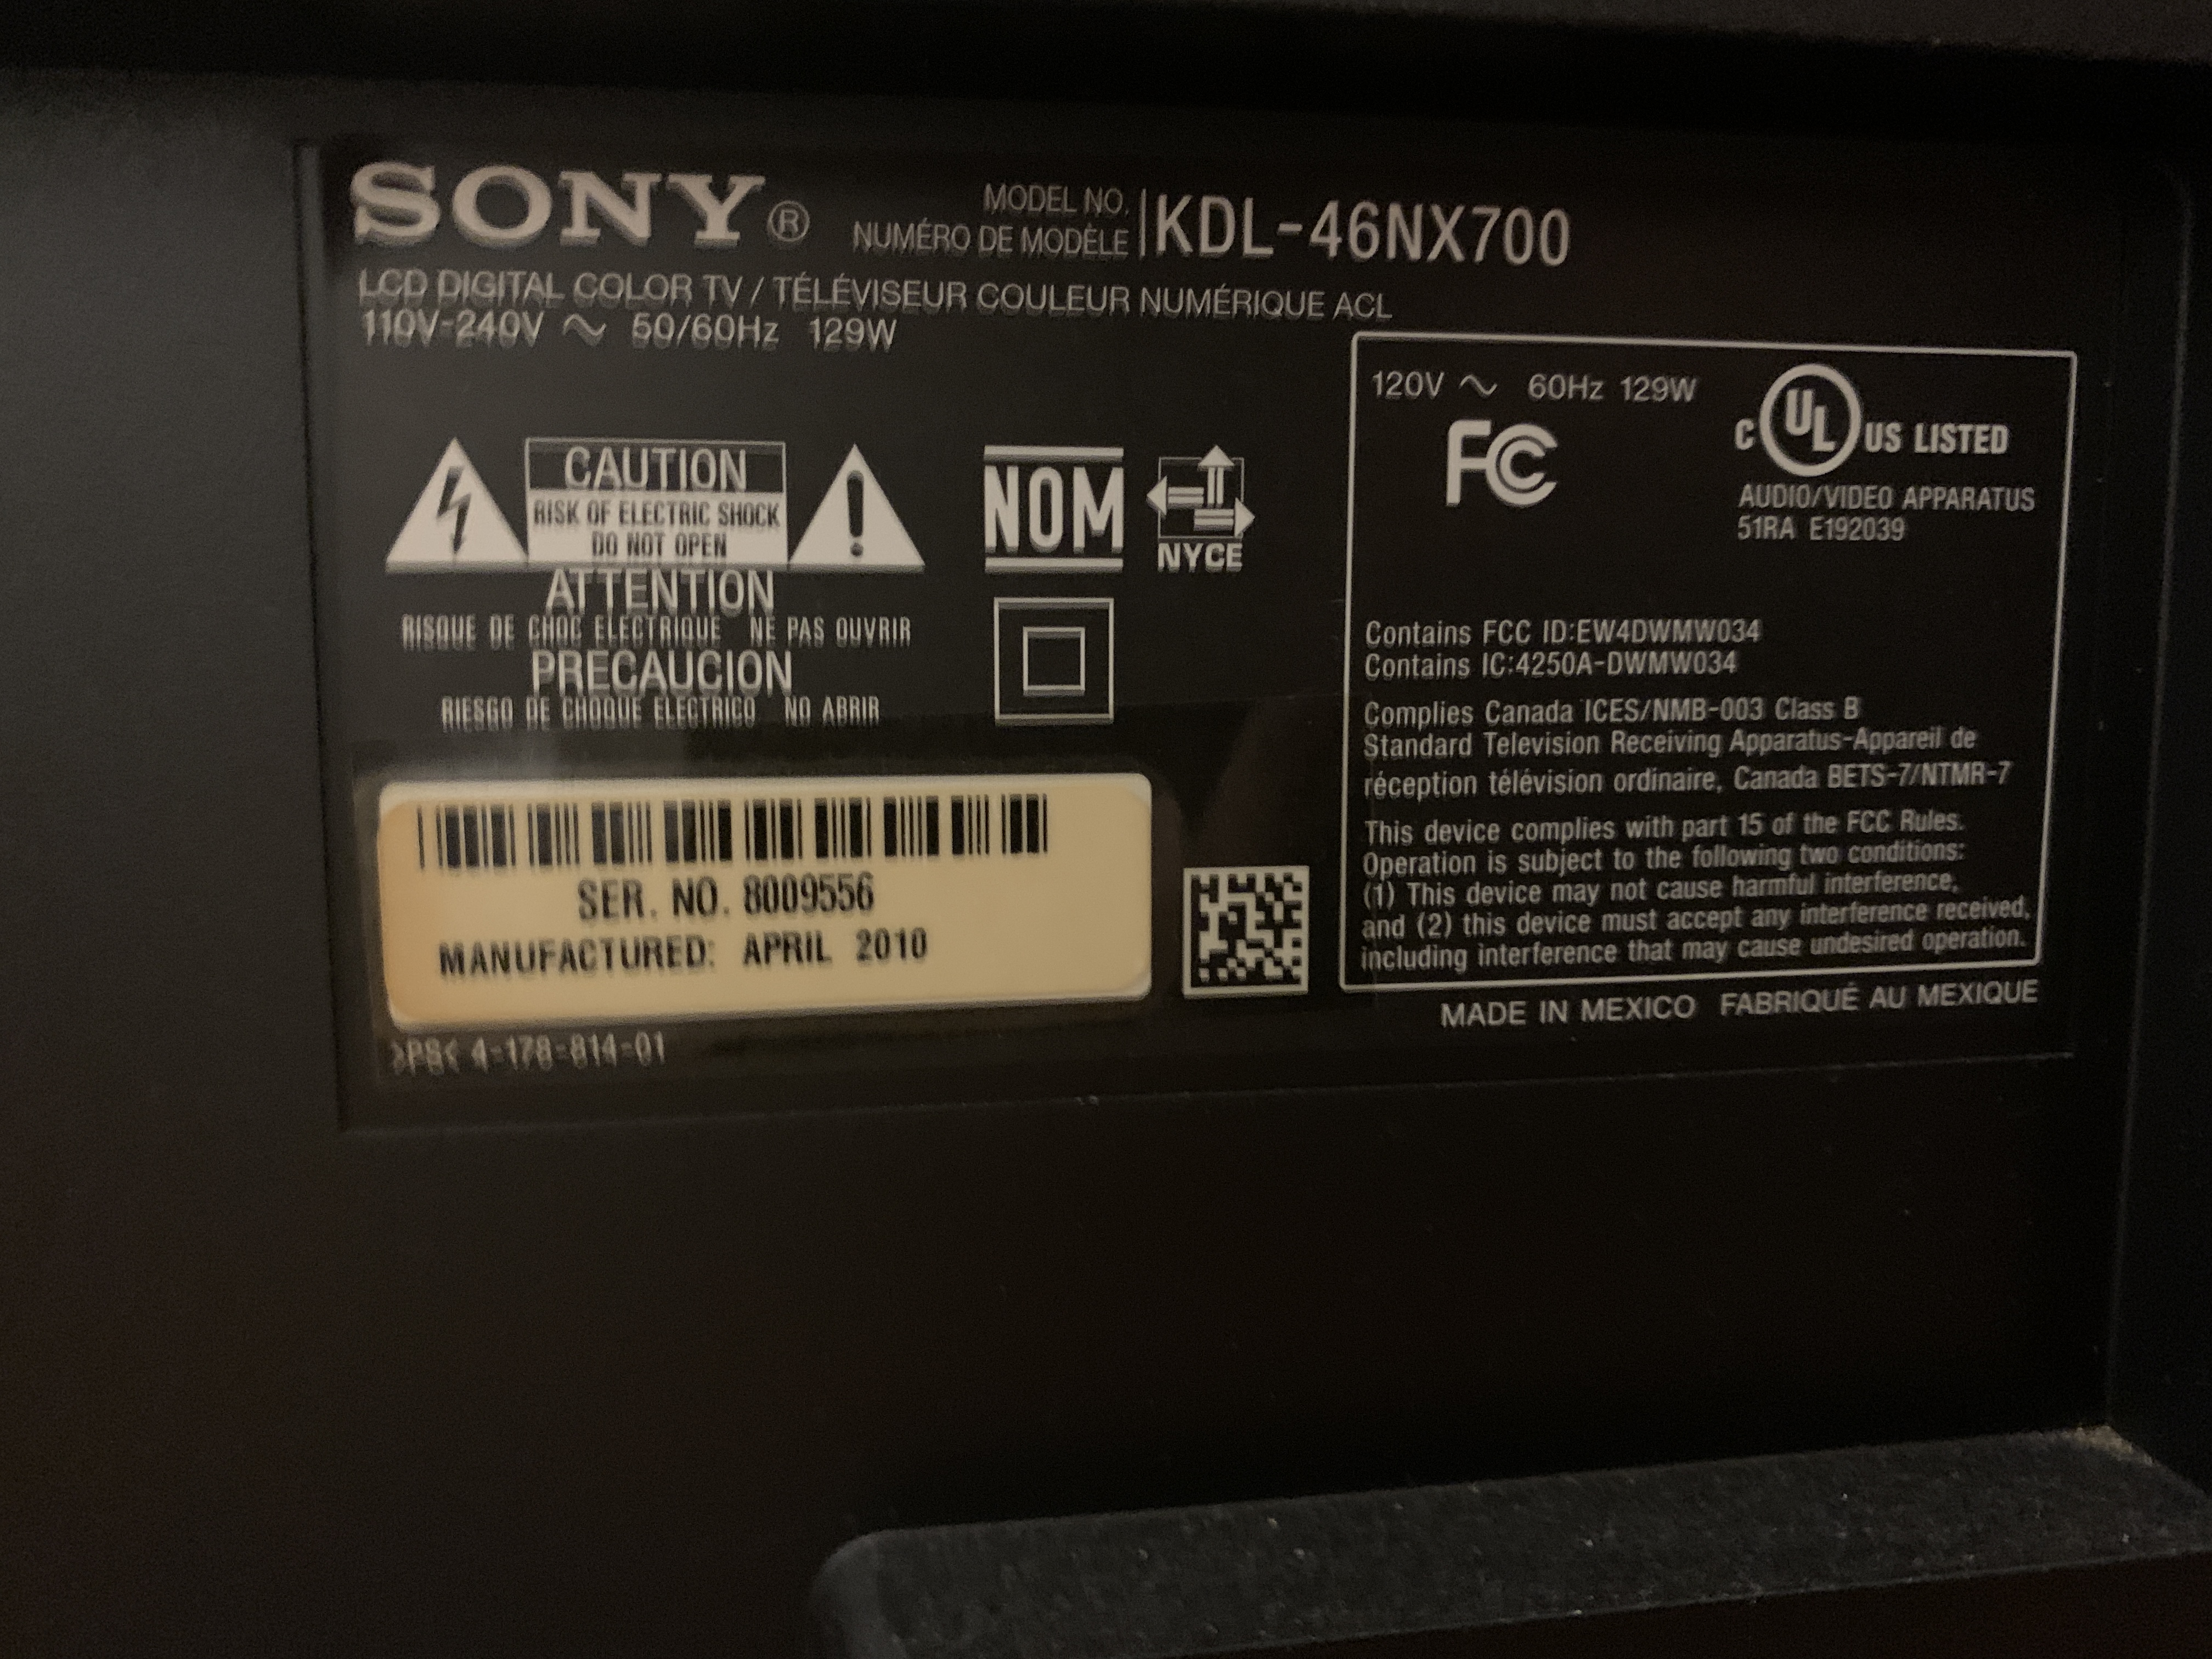 SONY®
MODEL NO.
NUMÉRO DE MODÈLE
KDL-46NX700
LCD DIGITAL COLOR TV / TÉLÉVISEUR COULEUR NUMÉRIQUE ACL
110V-240V ~ 50/60Hz 129W
CAUTION
RISK OF ELECTRIC SHOCK
DO NOT OPEN
ATTENTION
RISQUE DE CHOC ELECTRIQUE NE PAS OUVRIR
PRECAUCION
RIESGO DE CHOQUE ELECTRICO NO ABRIR
NOM
NYCE
SER. NO. 8009556
MANUFACTURED: APRIL 2010
>PS< 4-178-814-01
120V ~ 60Hz 129W
FC
C UL US LISTED
AUDIO/VIDEO APPARATUS
51RA E192039
Contains FCC ID:EW4DWMW034
Contains IC:4250A-DWMW034
Complies Canada ICES/NMB-003 Class B
Standard Television Receiving Apparatus-Appareil de
réception télévision ordinaire, Canada BETS-7/NTMR-7
This device complies with part 15 of the FCC Rules.
Operation is subject to the following two conditions:
(1) This device may not cause harmful interference,
and (2) this device must accept any interference received,
including interference that may cause undesired operation.
MADE IN MEXICO FABRIQUÉ AU MEXIQUE